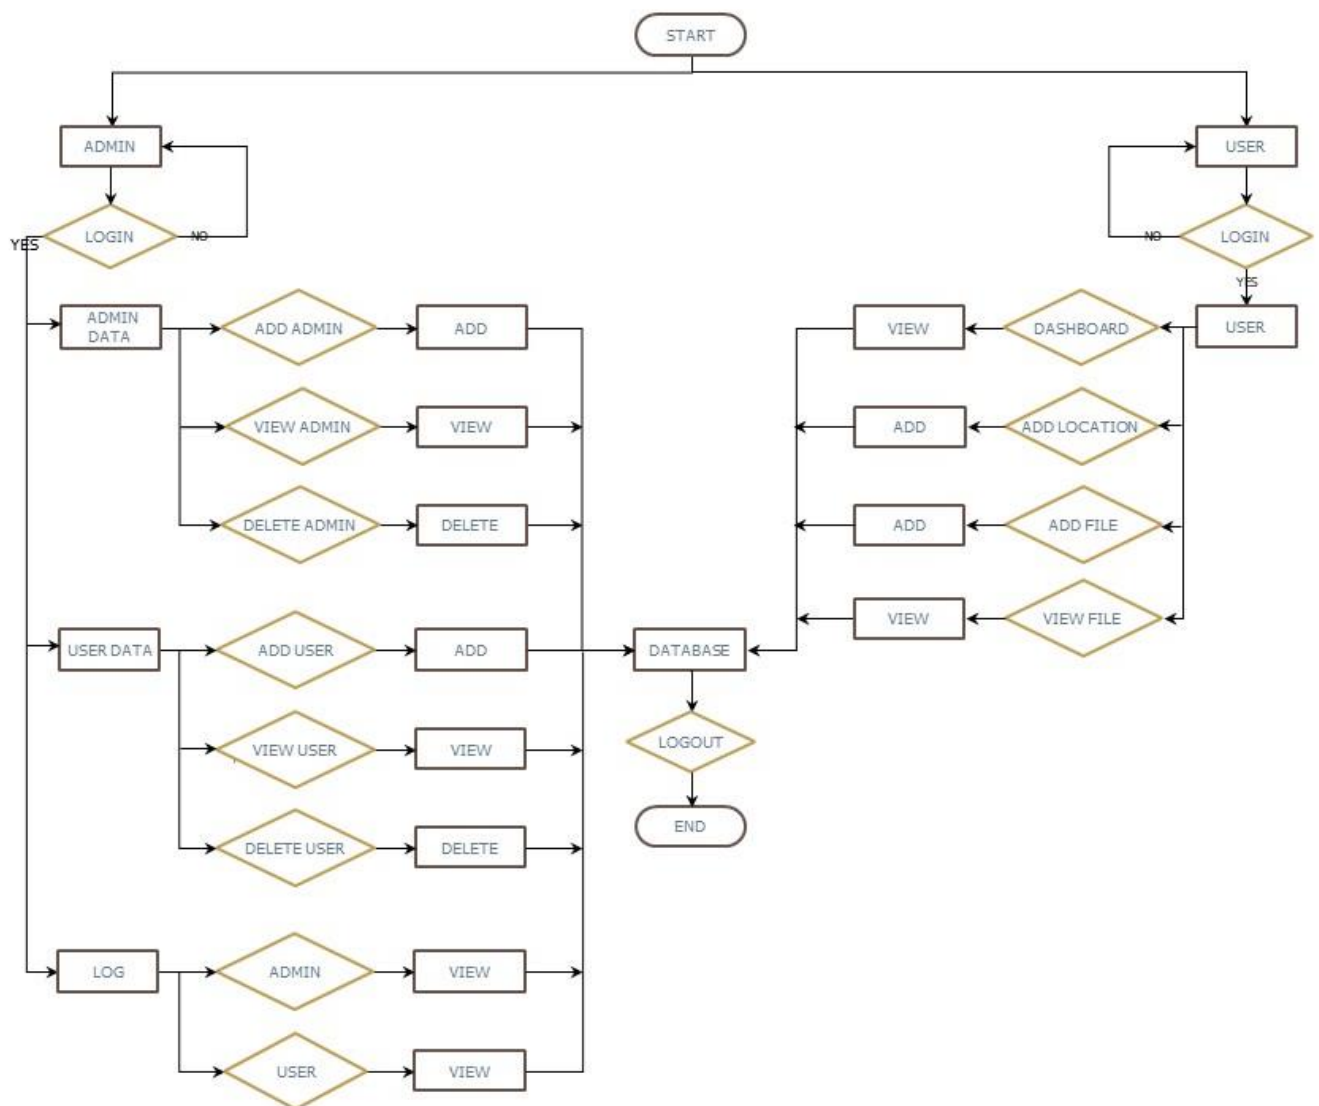 START
ADMIN
USER
LOGIN
NO
YES
NO
LOGIN
YES
ADMIN
DATA
ADD ADMIN
ADD
VIEW
DASHBOARD
USER
VIEW ADMIN
VIEW
ADD
ADD LOCATION
DELETE ADMIN
DELETE
ADD
ADD FILE
VIEW
VIEW FILE
USER DATA
ADD USER
ADD
DATABASE
VIEW USER
VIEW
LOGOUT
END
DELETE USER
DELETE
LOG
ADMIN
VIEW
USER
VIEW